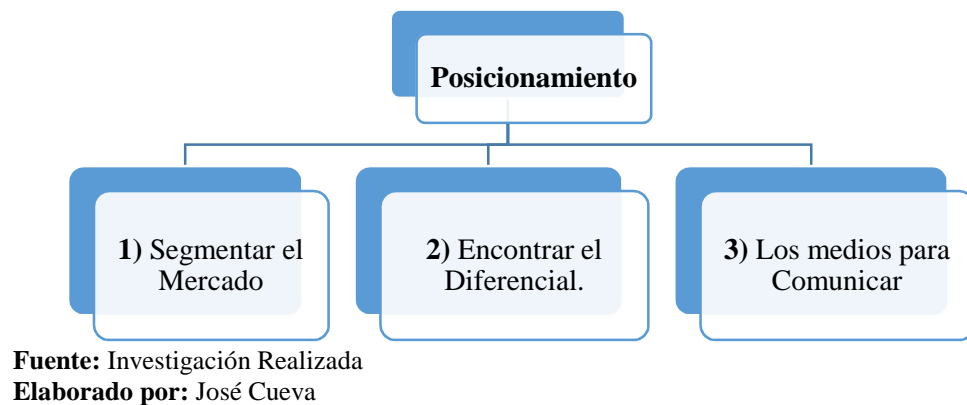 Posicionamiento
1) Segmentar el
Mercado
2) Encontrar el
Diferencial.
3) Los medios para
Comunicar
Fuente: Investigación Realizada
Elaborado por: José Cueva